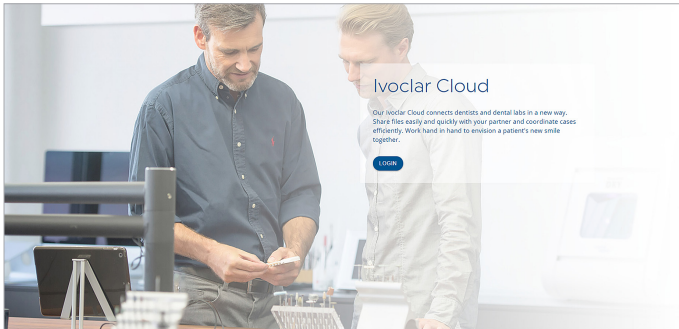 Ivoclar Cloud
Our Ivoclar Cloud connects dentists and dental labs in a new way.
Share files easily and quickly with your partner and coordinate cases
efficiently. Work hand in hand to envision a patient's new smile
together.
LOGIN